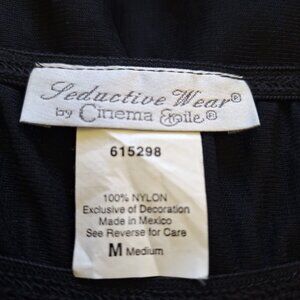 Seductive Wear®
by Cinema Etoile®
615298
100% NYLON
Exclusive of Decoration
Made in Mexico
See Reverse for Care
M Medium